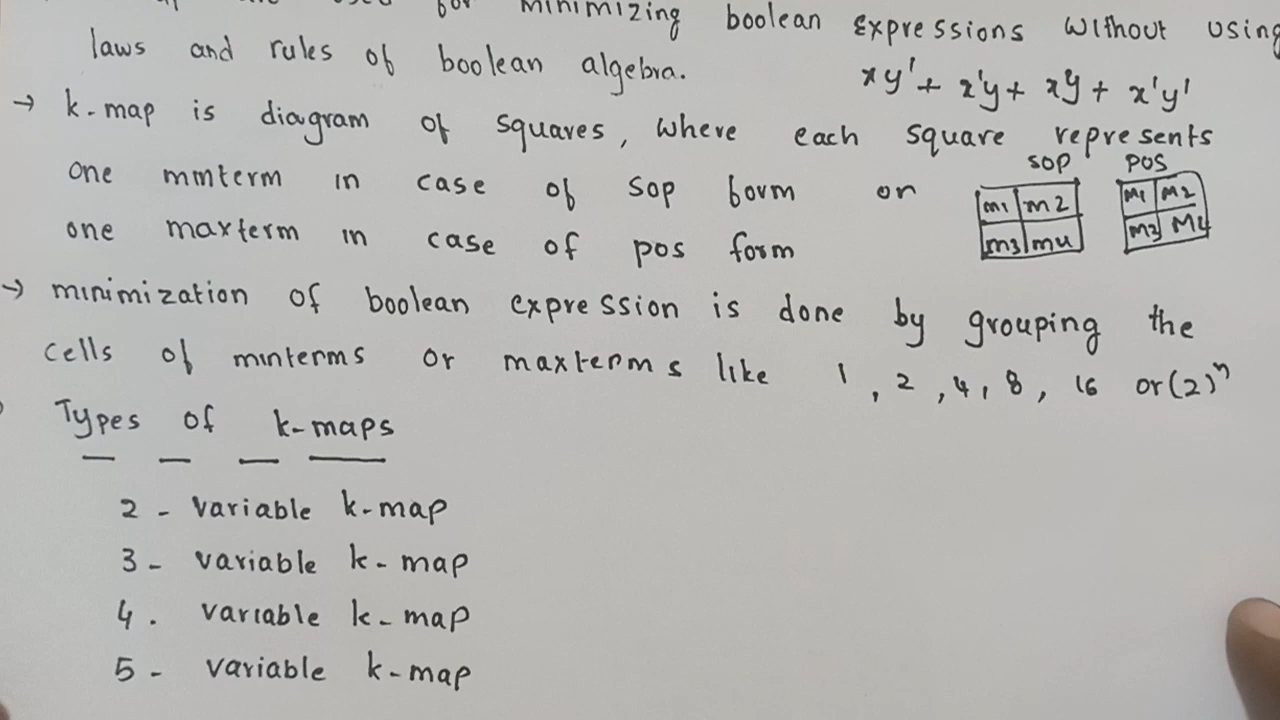 for minimizing boolean expressions without using
laws and rules of boolean algebra.
xy' + x'y + xy + x'y'
→ k-map is diagram of squares, where each square represents
one minterm in case of SOP form or
one maxterm in case of pos form
SOP POS
m1 m2 M1 M2
m3 m4 M3 M4
→ minimization of boolean expression is done by grouping the
cells of minterms or maxterms like 1, 2, 4, 8, 16 or (2)ⁿ
Types of k-maps
2 - variable k-map
3 - variable k-map
4. variable k-map
5 - variable k-map